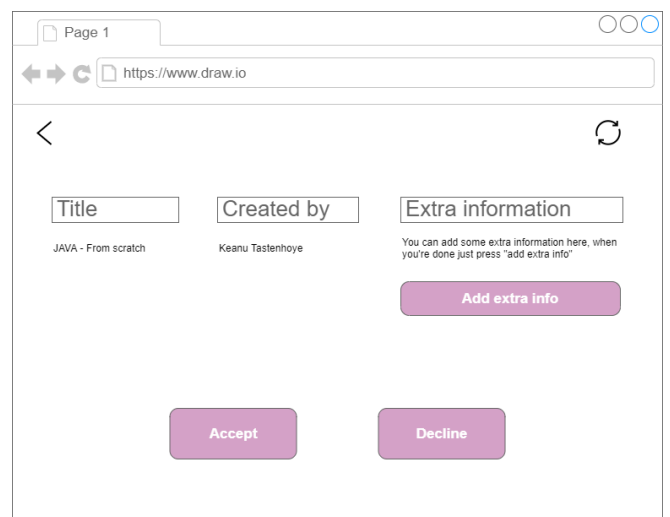 Page 1
https://www.draw.io
Title
Created by
Extra information
JAVA - From scratch
Keanu Tastenhoye
You can add some extra information here, when
you're done just press "add extra info"
Add extra info
Accept
Decline